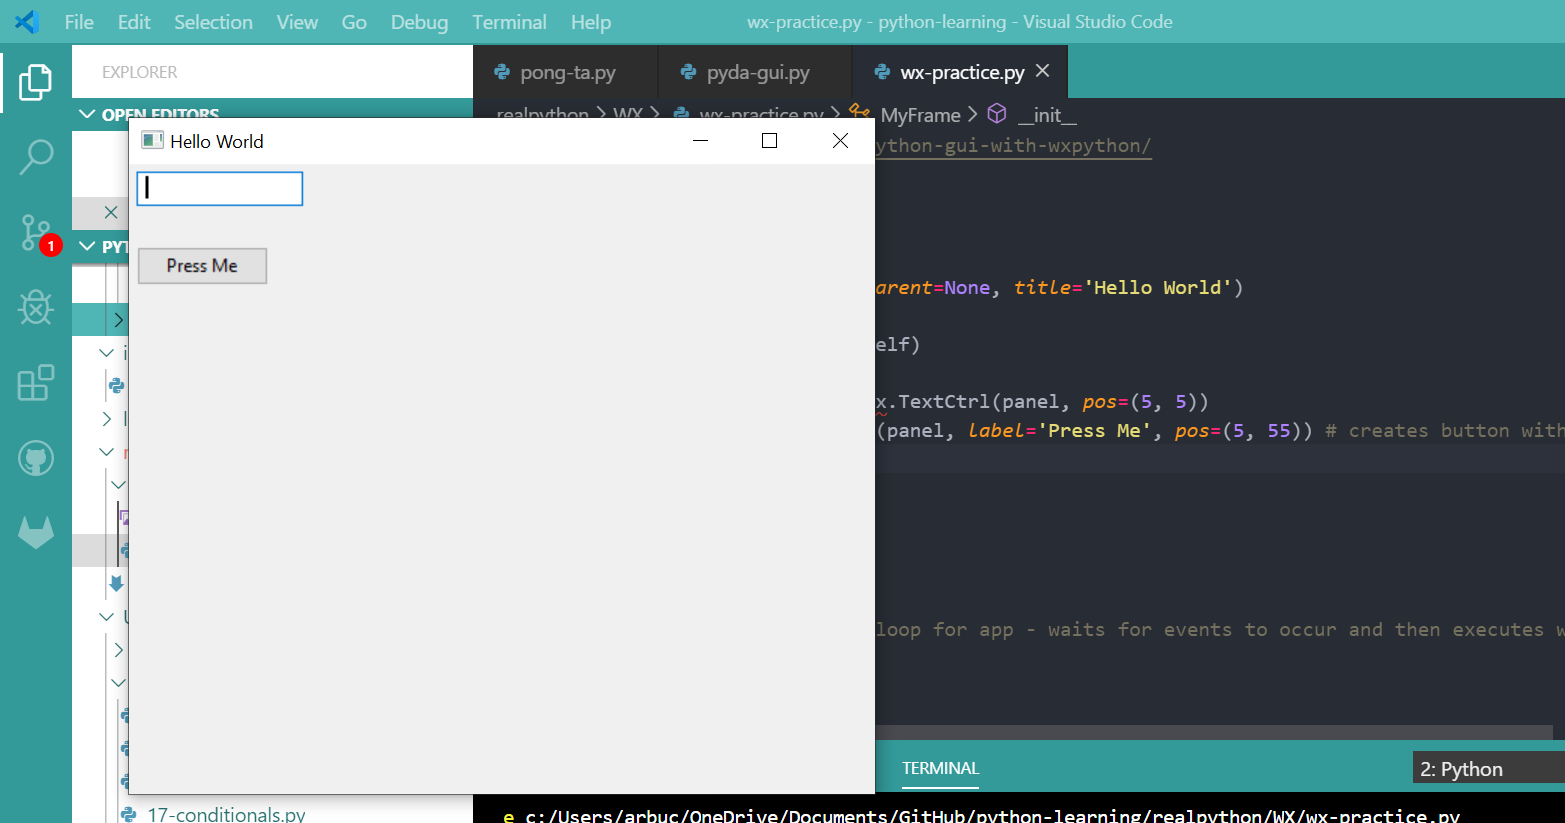 File Edit Selection View Go Debug Terminal Help wx-practice.py - python-learning - Visual Studio Code
EXPLORER
pong-ta.py pyda-gui.py wx-practice.py
OPEN EDITORS
realpython > WX > wx-practice.py > MyFrame > __init__
Hello World
ython-gui-with-wxpython/
1
PYT
Press Me
arent=None, title='Hello World')
elf)
x.TextCtrl(panel, pos=(5, 5))
(panel, label='Press Me', pos=(5, 55)) # creates button with
loop for app - waits for events to occur and then executes w
TERMINAL
2: Python
17-conditionals.py
e c:/Users/arbuc/OneDrive/Documents/GitHub/python-learning/realpython/WX/wx-practice.py